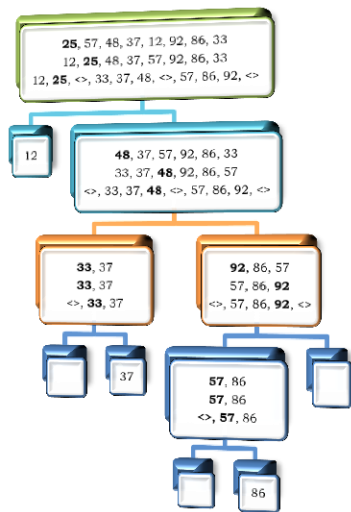 25, 57, 48, 37, 12, 92, 86, 33
12, 25, 48, 37, 57, 92, 86, 33
12, 25, <>, 33, 37, 48, <>, 57, 86, 92, <>
12
48, 37, 57, 92, 86, 33
33, 37, 48, 92, 86, 57
<>, 33, 37, 48, <>, 57, 86, 92, <>
33, 37
33, 37
<>, 33, 37
92, 86, 57
57, 86, 92
<>, 57, 86, 92, <>
37
57, 86
57, 86
<>, 57, 86
86